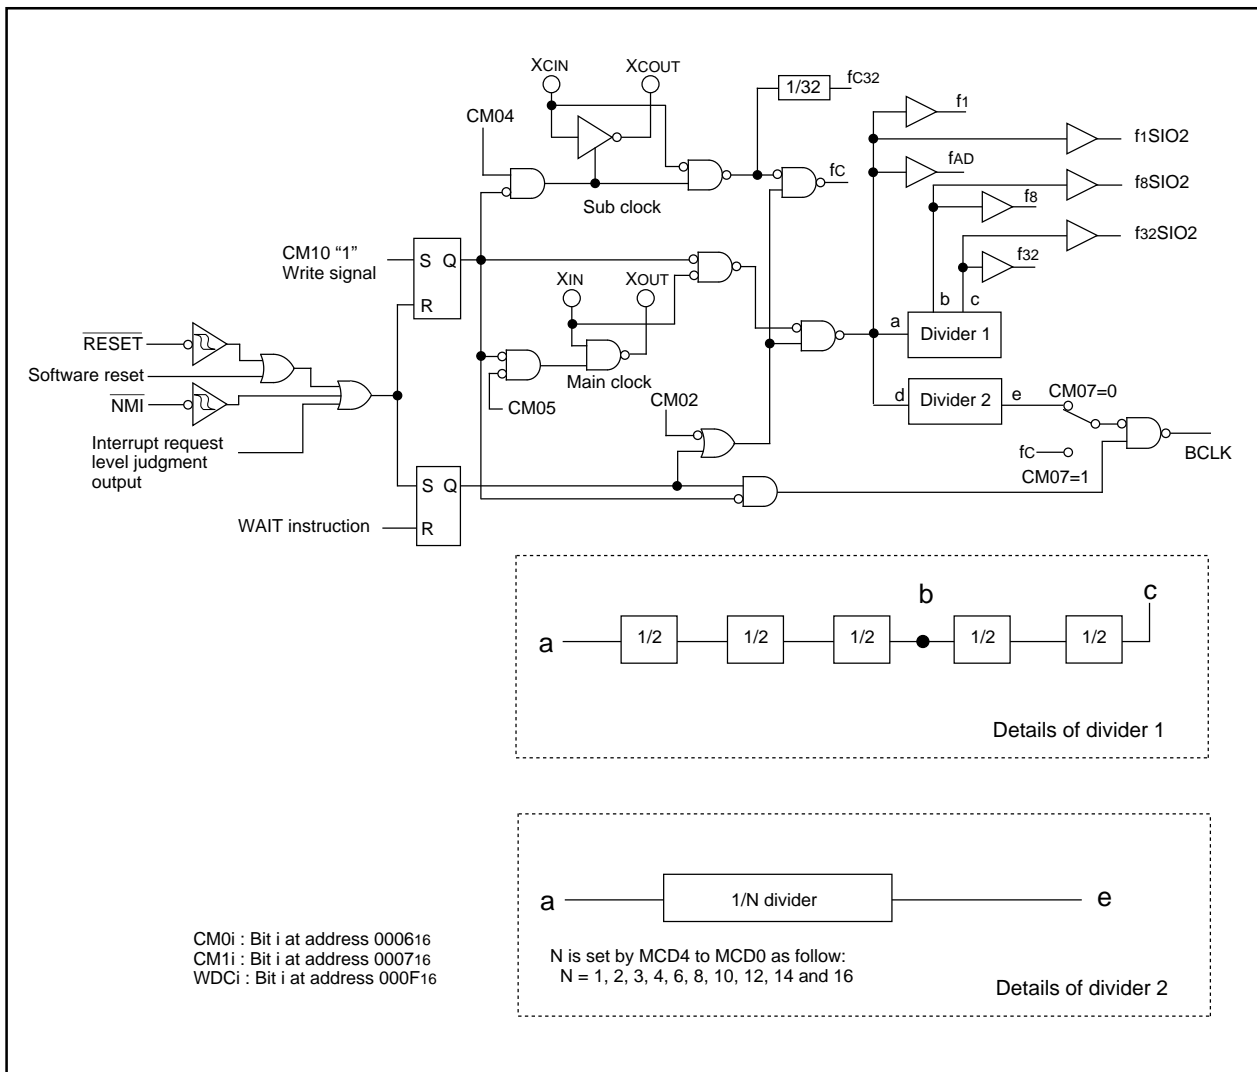 XCIN
XCOUT
1/32
fC32
CM04
f1
f1SIO2
fAD
fC
f8SIO2
f8
Sub clock
f32SIO2
CM10 “1”
Write signal
S Q
R
XIN
XOUT
f32
b c
a
Divider 1
RESET
Software reset
NMI
Main clock
CM05
CM02
d
Divider 2
e
CM07=0
Interrupt request
level judgment
output
fC
CM07=1
BCLK
S Q
R
WAIT instruction
b
c
a
1/2 1/2 1/2 1/2 1/2
Details of divider 1
a
1/N divider
e
CM0i : Bit i at address 000616
CM1i : Bit i at address 000716
WDCi : Bit i at address 000F16
N is set by MCD4 to MCD0 as follow:
N = 1, 2, 3, 4, 6, 8, 10, 12, 14 and 16
Details of divider 2